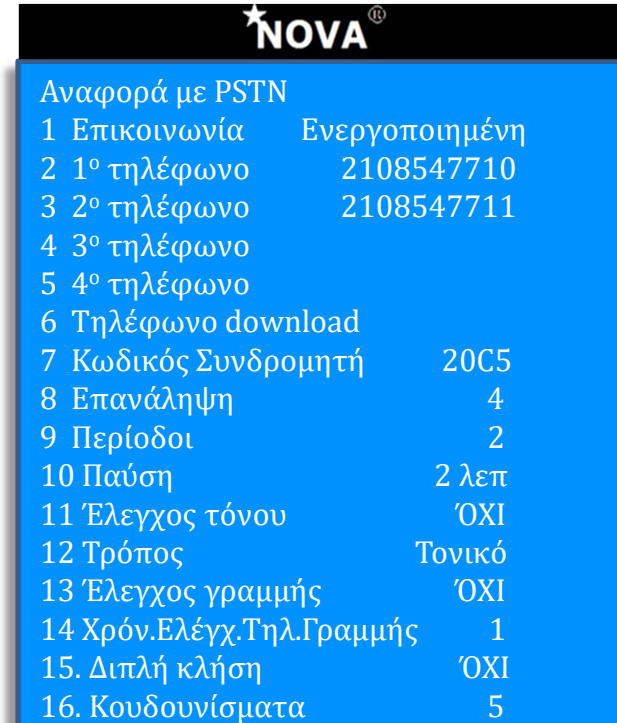 NOVA®
Αναφορά με PSTN
1 Επικοινωνία Ενεργοποιημένη
2 1ο τηλέφωνο 2108547710
3 2ο τηλέφωνο 2108547711
4 3ο τηλέφωνο
5 4ο τηλέφωνο
6 Τηλέφωνο download
7 Κωδικός Συνδρομητή 20C5
8 Επανάληψη 4
9 Περίοδοι 2
10 Παύση 2 λεπ
11 Έλεγχος τόνου ΌΧΙ
12 Τρόπος Τονικό
13 Έλεγχος γραμμής ΌΧΙ
14 Χρόν.Ελέγχ.Τηλ.Γραμμής 1
15. Διπλή κλήση ΌΧΙ
16. Κουδουνίσματα 5